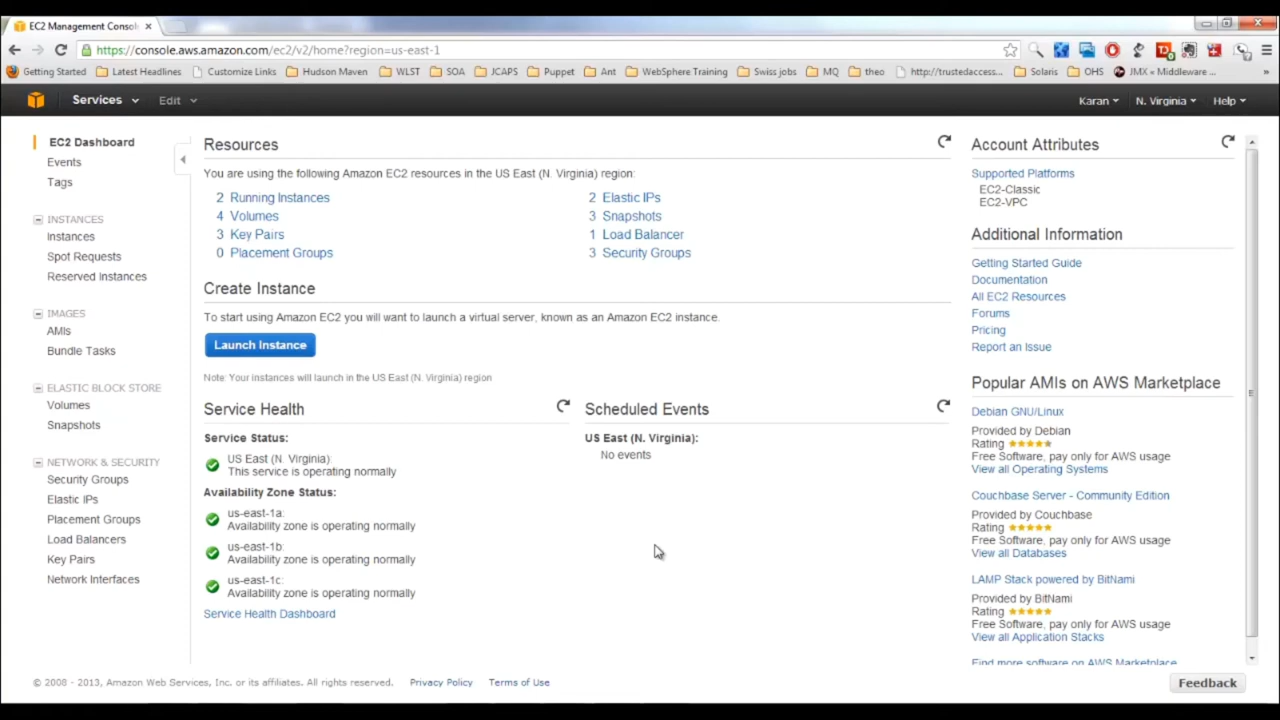 EC2 Management Consol
https://console.aws.amazon.com/ec2/v2/home?region=us-east-1
Getting Started Latest Headlines Customize Links Hudson Maven WLST SOA JCAPS Puppet Ant WebSphere Training Swiss jobs MQ theo http://trustedaccess... Solaris OHS JMX « Middleware ... »
Services Edit Karan N. Virginia Help
EC2 Dashboard
Events
Tags
INSTANCES
Instances
Spot Requests
Reserved Instances
IMAGES
AMIs
Bundle Tasks
ELASTIC BLOCK STORE
Volumes
Snapshots
NETWORK & SECURITY
Security Groups
Elastic IPs
Placement Groups
Load Balancers
Key Pairs
Network Interfaces
Resources
You are using the following Amazon EC2 resources in the US East (N. Virginia) region:
2 Running Instances 2 Elastic IPs
4 Volumes 3 Snapshots
3 Key Pairs 1 Load Balancer
0 Placement Groups 3 Security Groups
Create Instance
To start using Amazon EC2 you will want to launch a virtual server, known as an Amazon EC2 instance.
Launch Instance
Note: Your instances will launch in the US East (N. Virginia) region
Service Health
Service Status:
US East (N. Virginia):
This service is operating normally
Availability Zone Status:
us-east-1a:
Availability zone is operating normally
us-east-1b:
Availability zone is operating normally
us-east-1c:
Availability zone is operating normally
Service Health Dashboard
Scheduled Events
US East (N. Virginia):
No events
Account Attributes
Supported Platforms
EC2-Classic
EC2-VPC
Additional Information
Getting Started Guide
Documentation
All EC2 Resources
Forums
Pricing
Report an Issue
Popular AMIs on AWS Marketplace
Debian GNU/Linux
Provided by Debian
Rating
Free Software, pay only for AWS usage
View all Operating Systems
Couchbase Server - Community Edition
Provided by Couchbase
Rating
Free Software, pay only for AWS usage
View all Databases
LAMP Stack powered by BitNami
Provided by BitNami
Rating
Free Software, pay only for AWS usage
View all Application Stacks
Find more software on AWS Marketplace
© 2008 - 2013, Amazon Web Services, Inc. or its affiliates. All rights reserved. Privacy Policy Terms of Use
Feedback